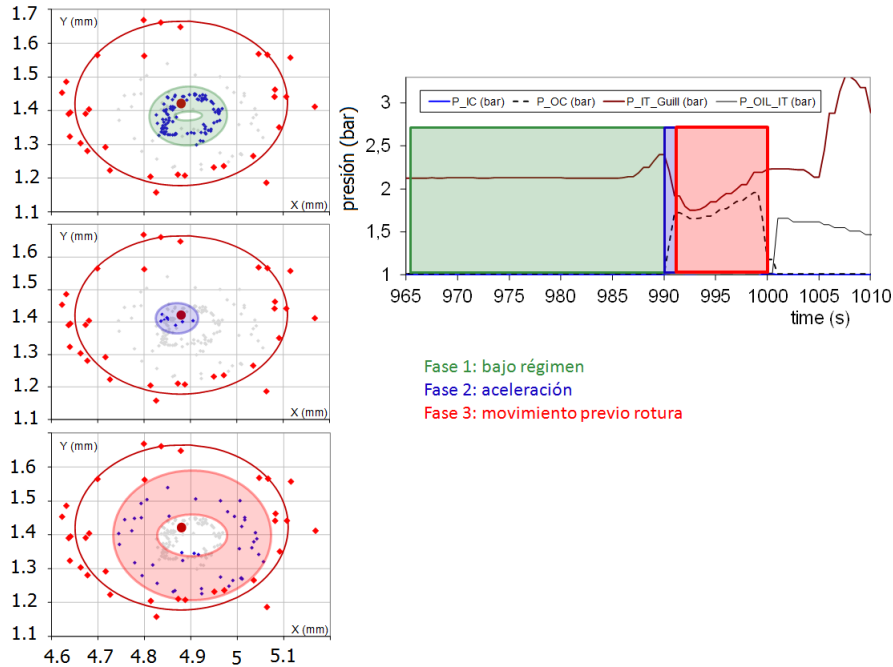 1.7
Y (mm)
1.6
1.5
1.4
1.3
1.2
X (mm)
1.1
Y (mm)
1.6
1.5
1.4
1.3
1.2
X (mm)
1.1
Y (mm)
1.6
1.5
1.4
1.3
1.2
X (mm)
1.1
4.6 4.7 4.8 4.9 5 5.1
P_IC (bar) P_OC (bar) P_IT_Guill (bar) P_OIL_IT (bar)
presión (bar)
3
2,5
2
1,5
1
965 970 975 980 985 990 995 1000 1005 1010
time (s)
Fase 1: bajo régimen
Fase 2: aceleración
Fase 3: movimiento previo rotura